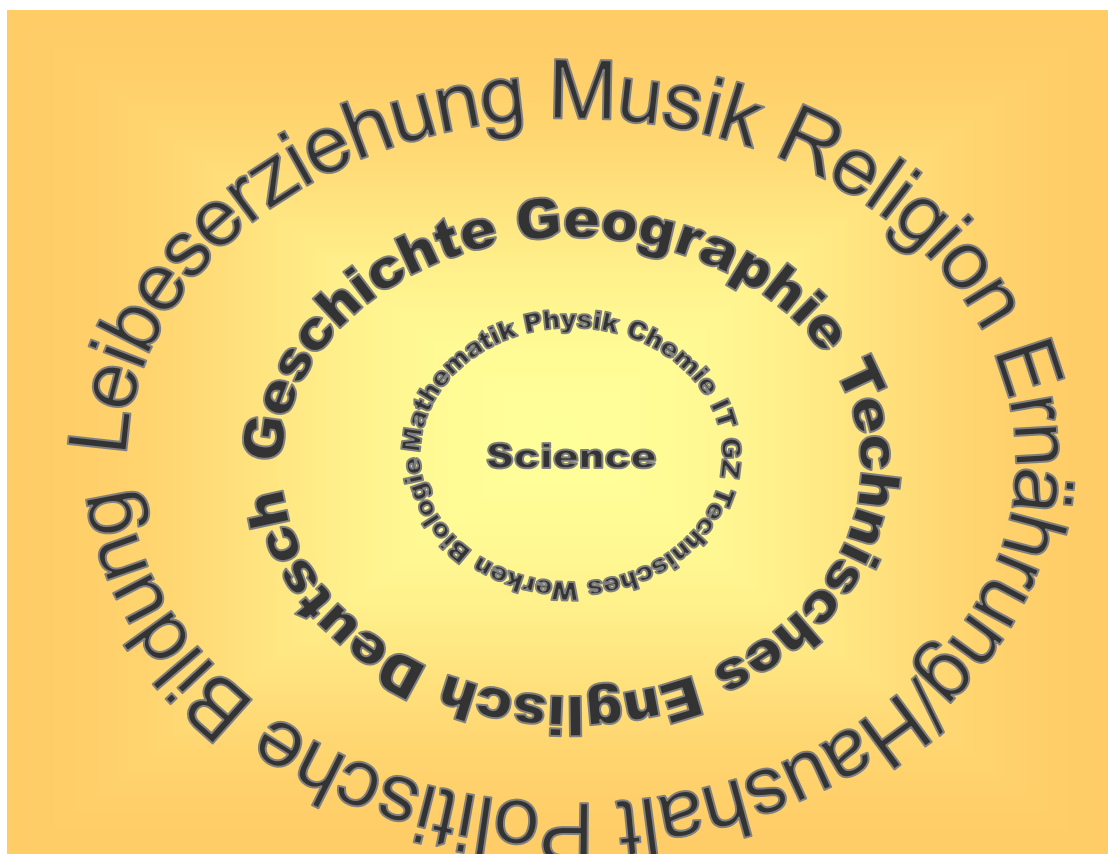 Leibeserziehung Musik Religion Ernährung/Haushalt Politische Bildung
Geschichte Geographie Technisches Englisch Deutsch
Mathematik Physik Chemie IT GZ Technisches Werken Biologie
Science